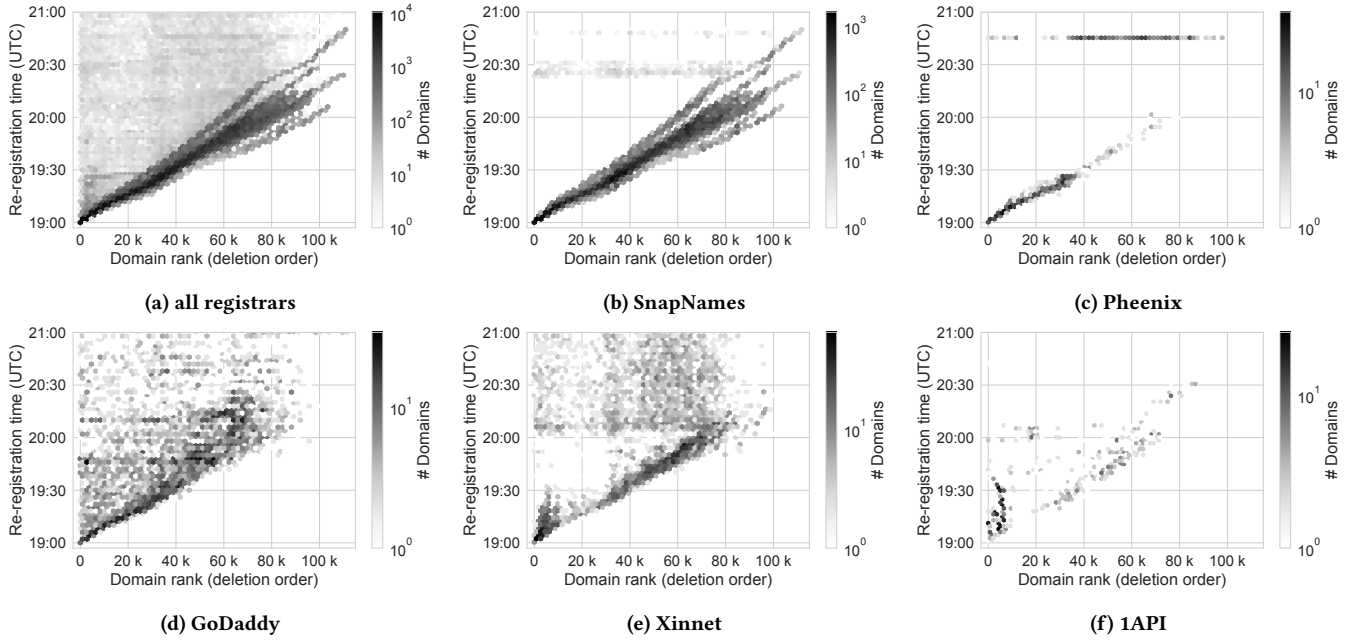 21:00
20:30
20:00
19:30
19:00
Re-registration time (UTC)
0 20 k 40 k 60 k 80 k 100 k
Domain rank (deletion order)
10^4
10^3
10^2
10^1
10^0
# Domains
(a) all registrars
21:00
20:30
20:00
19:30
19:00
Re-registration time (UTC)
0 20 k 40 k 60 k 80 k 100 k
Domain rank (deletion order)
10^3
10^2
10^1
10^0
# Domains
(b) SnapNames
21:00
20:30
20:00
19:30
19:00
Re-registration time (UTC)
0 20 k 40 k 60 k 80 k 100 k
Domain rank (deletion order)
10^1
10^0
# Domains
(c) Pheenix
21:00
20:30
20:00
19:30
19:00
Re-registration time (UTC)
0 20 k 40 k 60 k 80 k 100 k
Domain rank (deletion order)
10^1
10^0
# Domains
(d) GoDaddy
21:00
20:30
20:00
19:30
19:00
Re-registration time (UTC)
0 20 k 40 k 60 k 80 k 100 k
Domain rank (deletion order)
10^1
10^0
# Domains
(e) Xinnet
21:00
20:30
20:00
19:30
19:00
Re-registration time (UTC)
0 20 k 40 k 60 k 80 k 100 k
Domain rank (deletion order)
10^1
10^0
# Domains
(f) 1API